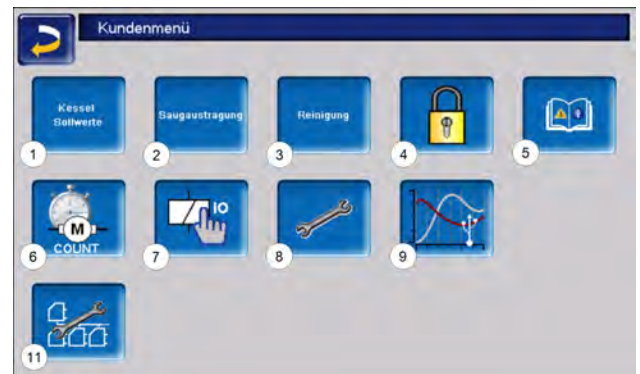 Kundenmenü
Kessel
Sollwerte
Saugaustragung
Reinigung
1
2
3
4
5
M
COUNT
IO
6
7
8
9
11